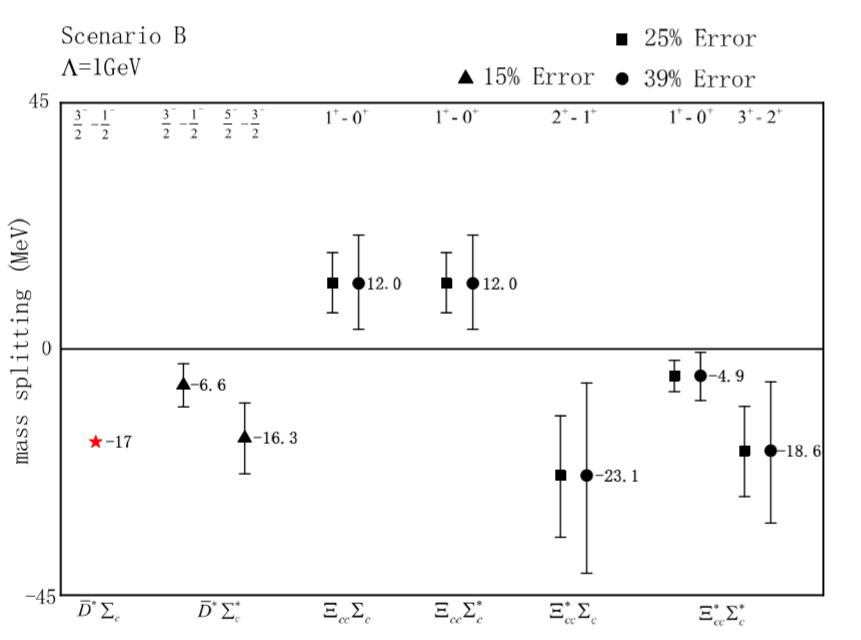 Scenario B
Λ=1GeV
■ 25% Error
▲ 15% Error ● 39% Error
45
3/2⁻ - 1/2⁻ 3/2⁻ - 1/2⁻ 5/2⁻ - 3/2⁻ 1⁺ - 0⁺ 1⁺ - 0⁺ 2⁺ - 1⁺ 1⁺ - 0⁺ 3⁺ - 2⁺
mass splitting (MeV)
12.0 12.0
0
-4.9
-6.6
-17
-16.3
-18.6
-23.1
-45
D̄*Σc D̄*Σc* ΞccΣc ΞccΣc* Ξcc*Σc Ξcc*Σc*